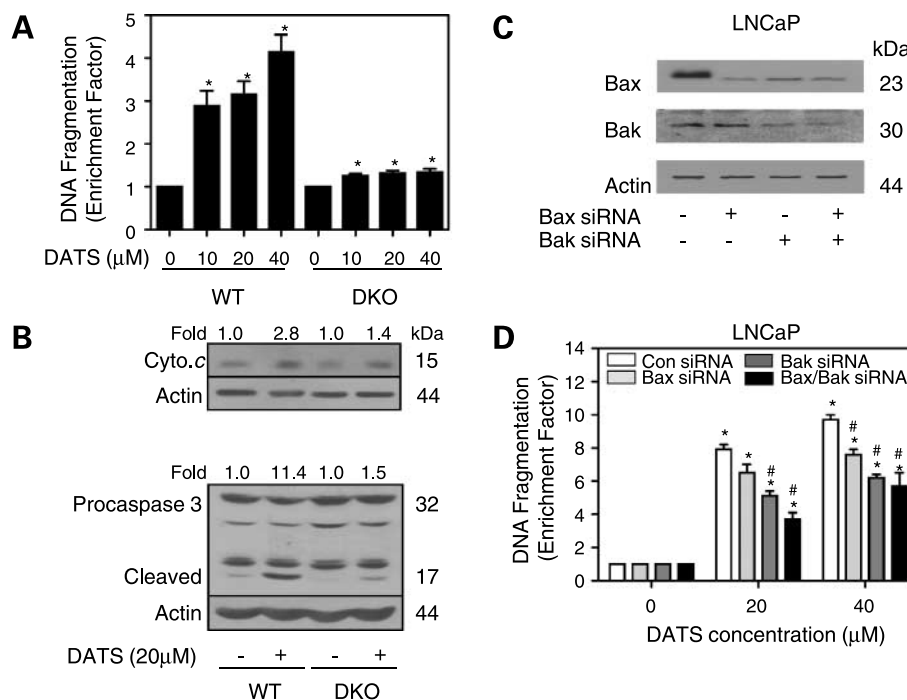 A
DNA Fragmentation
(Enrichment Factor)
5
4
3
2
1
0
* * * * * *
DATS (μM) 0 10 20 40 0 10 20 40
WT DKO
B
Fold 1.0 2.8 1.0 1.4 kDa
Cyto.c 15
Actin 44
Fold 1.0 11.4 1.0 1.5
Procaspase 3 32
Cleaved 17
Actin 44
DATS (20μM) - + - +
WT DKO
C
LNCaP
kDa
Bax 23
Bak 30
Actin 44
Bax siRNA - + - +
Bak siRNA - - + +
D
LNCaP
Con siRNA Bak siRNA
Bax siRNA Bax/Bak siRNA
DNA Fragmentation
(Enrichment Factor)
14
12
10
8
6
4
2
0
* * #* #* * #* #* #*
0 20 40
DATS concentration (μM)